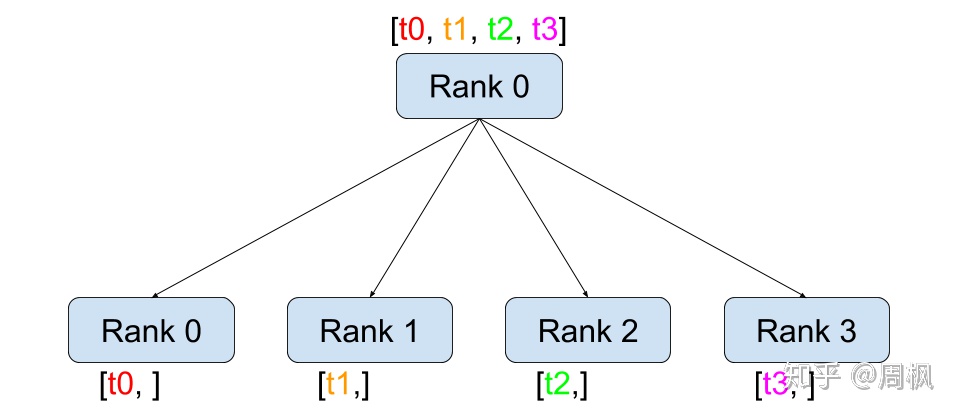 [t0, t1, t2, t3]
Rank 0
Rank 0 Rank 1 Rank 2 Rank 3
[t0, ] [t1,] [t2,] [t3, ]
知乎 @周枫